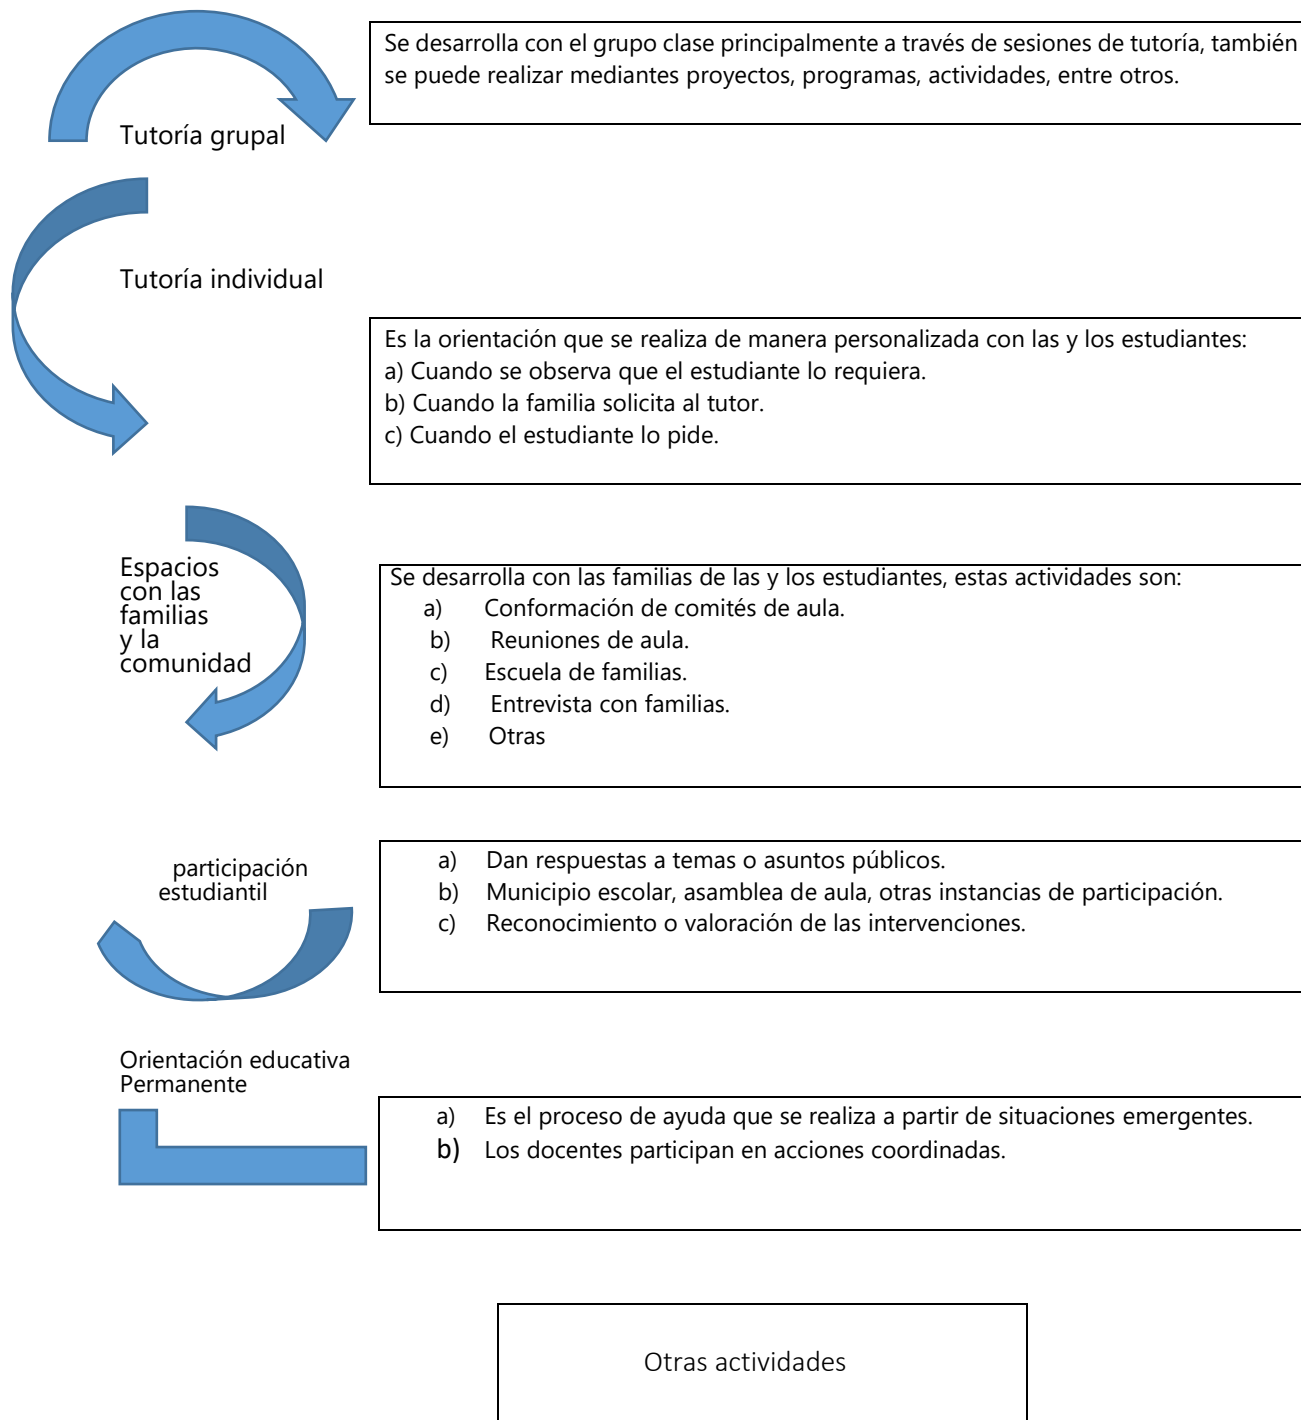 Se desarrolla con el grupo clase principalmente a través de sesiones de tutoría, también
se puede realizar mediantes proyectos, programas, actividades, entre otros.
Tutoría grupal
Tutoría individual
Es la orientación que se realiza de manera personalizada con las y los estudiantes:
a) Cuando se observa que el estudiante lo requiera.
b) Cuando la familia solicita al tutor.
c) Cuando el estudiante lo pide.
Espacios
con las
familias
y la
comunidad
Se desarrolla con las familias de las y los estudiantes, estas actividades son:
a) Conformación de comités de aula.
b) Reuniones de aula.
c) Escuela de familias.
d) Entrevista con familias.
e) Otras
participación
estudiantil
a) Dan respuestas a temas o asuntos públicos.
b) Municipio escolar, asamblea de aula, otras instancias de participación.
c) Reconocimiento o valoración de las intervenciones.
Orientación educativa
Permanente
a) Es el proceso de ayuda que se realiza a partir de situaciones emergentes.
b) Los docentes participan en acciones coordinadas.
Otras actividades